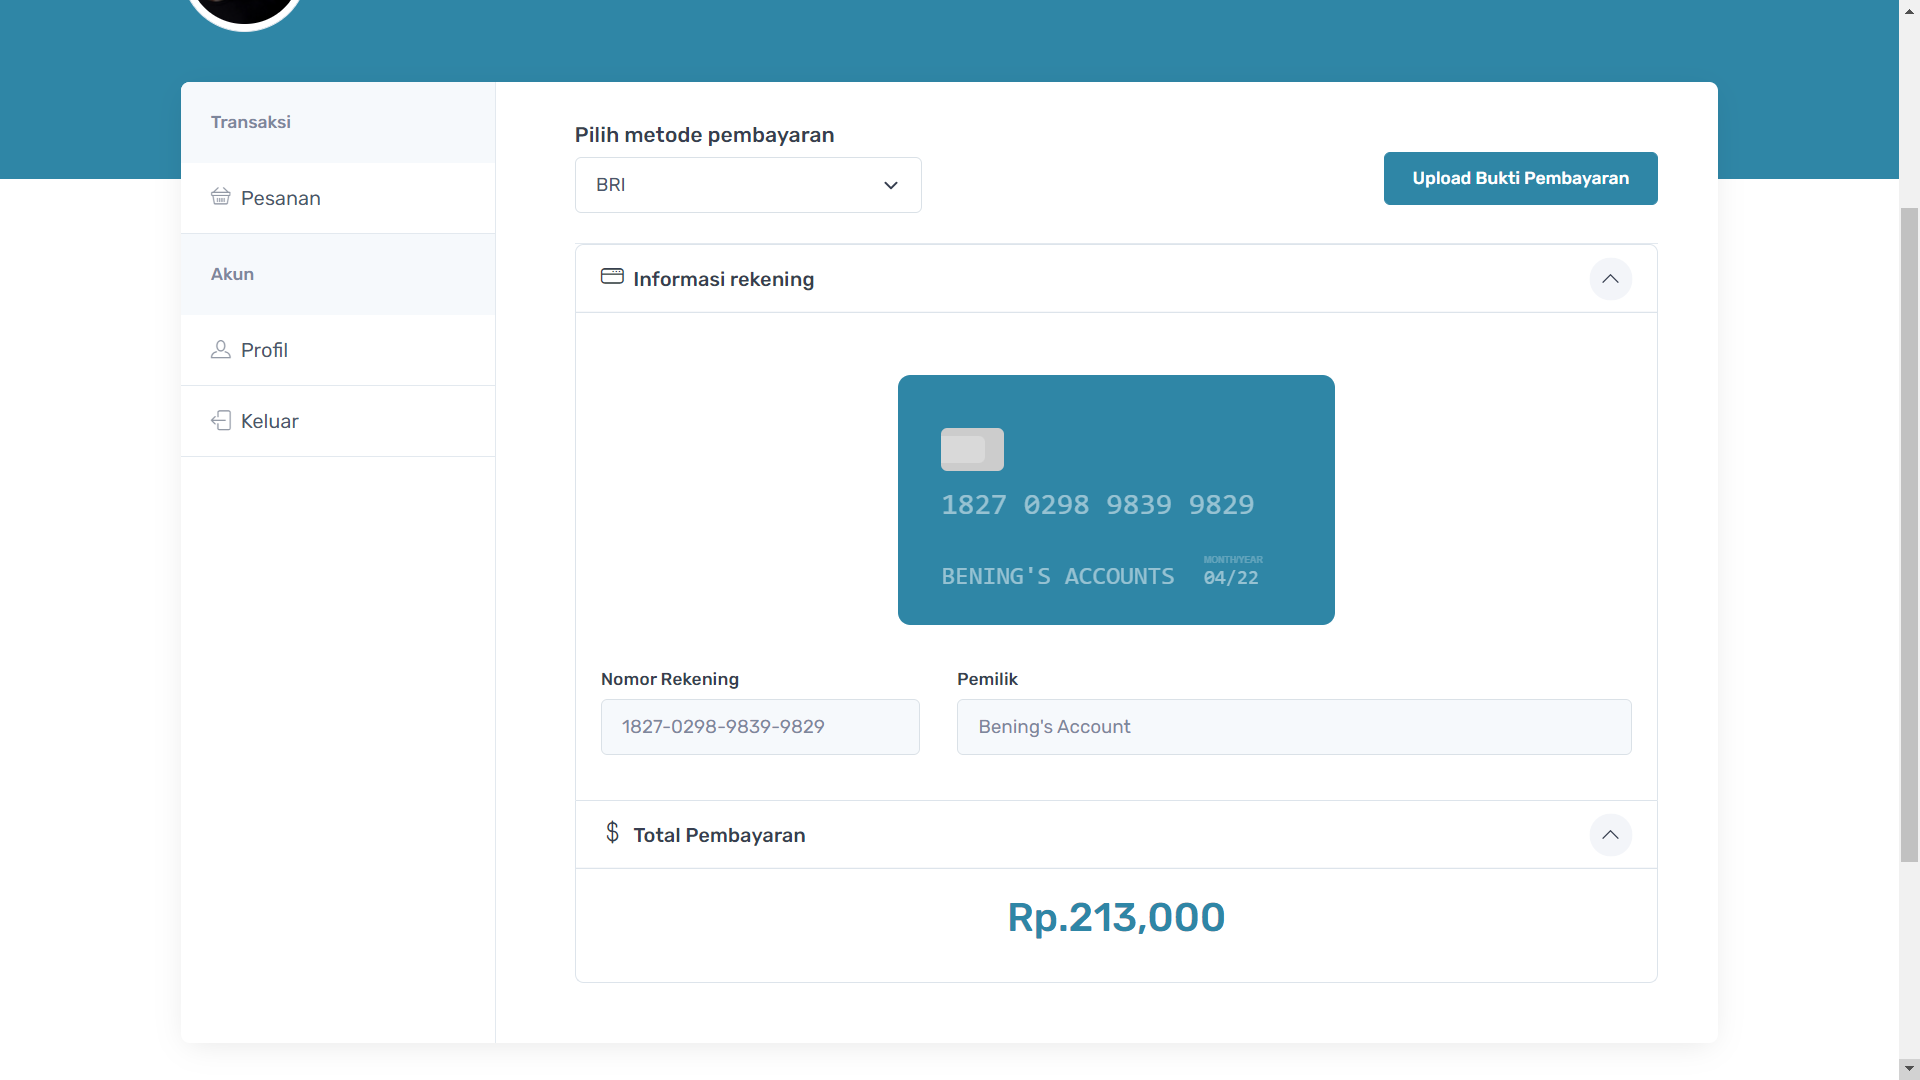 Transaksi
Pesanan
Akun
Profil
Keluar
Pilih metode pembayaran
BRI
Upload Bukti Pembayaran
Informasi rekening
1827 0298 9839 9829
MONTH/YEAR
BENING'S ACCOUNTS 04/22
Nomor Rekening
1827-0298-9839-9829
Pemilik
Bening's Account
$ Total Pembayaran
Rp.213,000